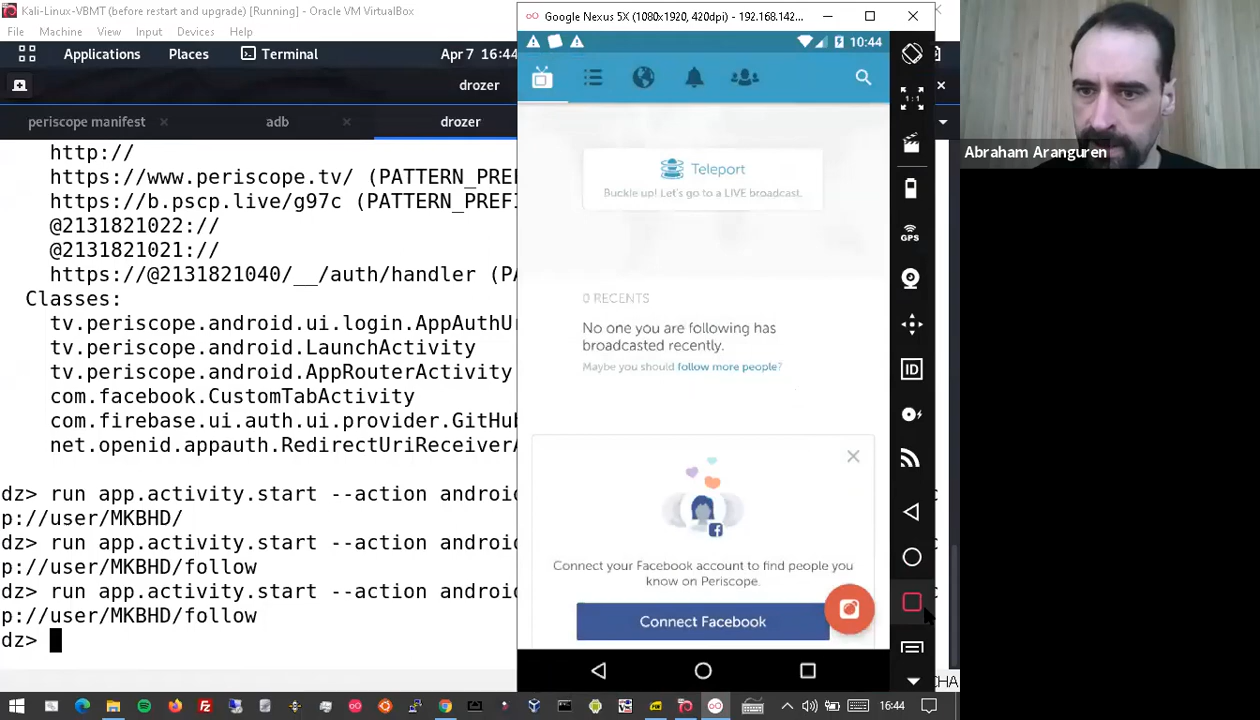 Kali-Linux-VBMT (before restart and upgrade) [Running] - Oracle VM VirtualBox
File Machine View Input Devices Help
Applications Places Terminal Apr 7 16:44
drozer
periscope manifest × adb × drozer
http://
https://www.periscope.tv/ (PATTERN_PREF
https://b.pscp.live/g97c (PATTERN_PREF
@2131821022://
@2131821021://
https://@2131821040/__/auth/handler (P
Classes:
tv.periscope.android.ui.login.AppAuthU
tv.periscope.android.LaunchActivity
tv.periscope.android.AppRouterActivity
com.facebook.CustomTabActivity
com.firebase.ui.auth.ui.provider.GitHub
net.openid.appauth.RedirectUriReceiver
dz> run app.activity.start --action androi
p://user/MKBHD/
dz> run app.activity.start --action androi
p://user/MKBHD/follow
dz> run app.activity.start --action androi
p://user/MKBHD/follow
dz>
Google Nexus 5X (1080x1920, 420dpi) - 192.168.142...
10:44
Teleport
Buckle up! Let's go to a LIVE broadcast.
0 RECENTS
No one you are following has
broadcasted recently.
Maybe you should follow more people?
Connect your Facebook account to find people you
know on Periscope.
Connect Facebook
1:1
GPS
ID
Abraham Aranguren
16:44